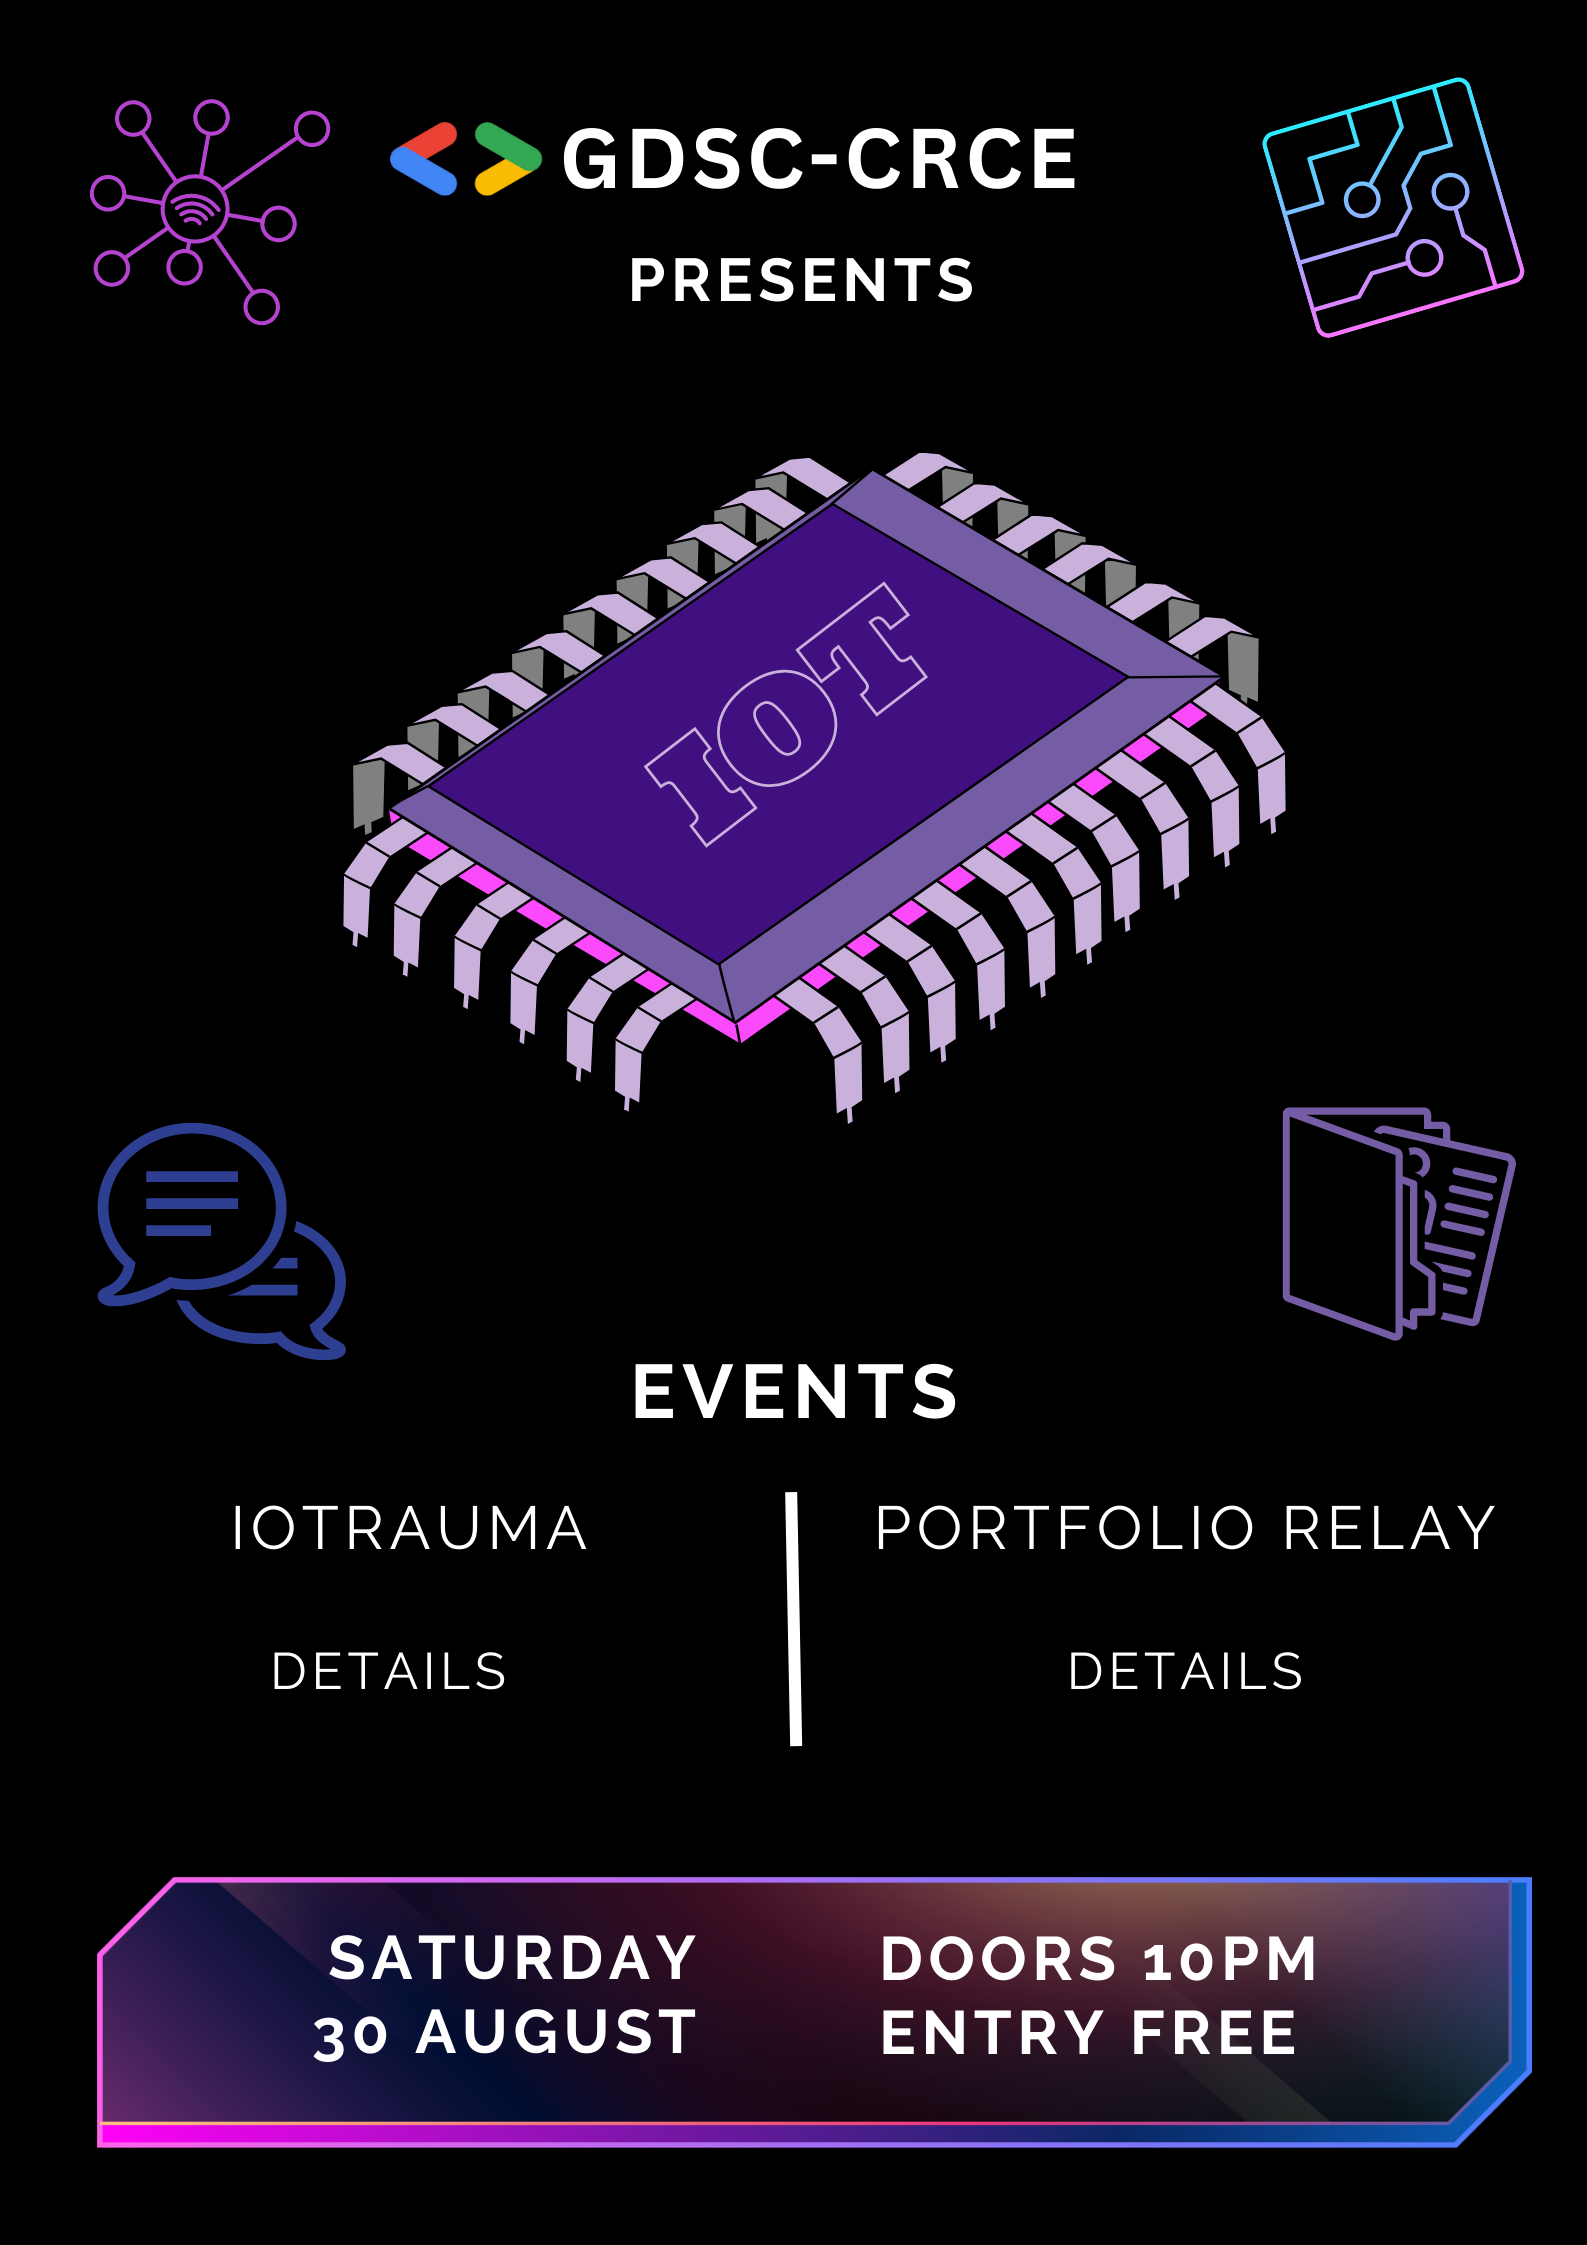 GDSC-CRCE
PRESENTS
IOT
EVENTS
IOTRAUMA
DETAILS
PORTFOLIO RELAY
DETAILS
SATURDAY
30 AUGUST
DOORS 10PM
ENTRY FREE